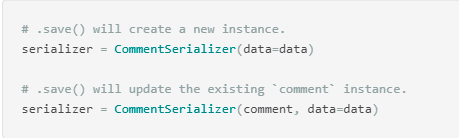 # .save() will create a new instance.
serializer = CommentSerializer(data=data)
# .save() will update the existing `comment` instance.
serializer = CommentSerializer(comment, data=data)